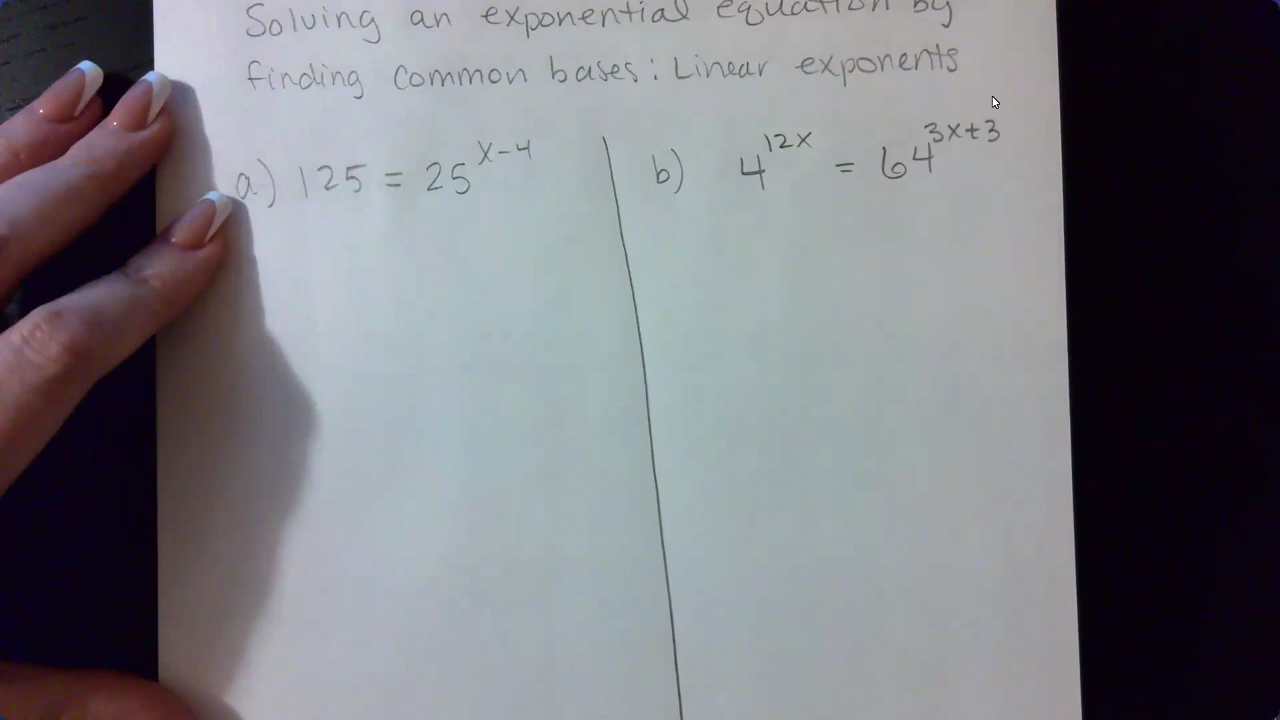 Solving an exponential equation by
finding common bases: Linear exponents
a) 125 = 25^{x-4}
b) 4^{12x} = 64^{3x+3}